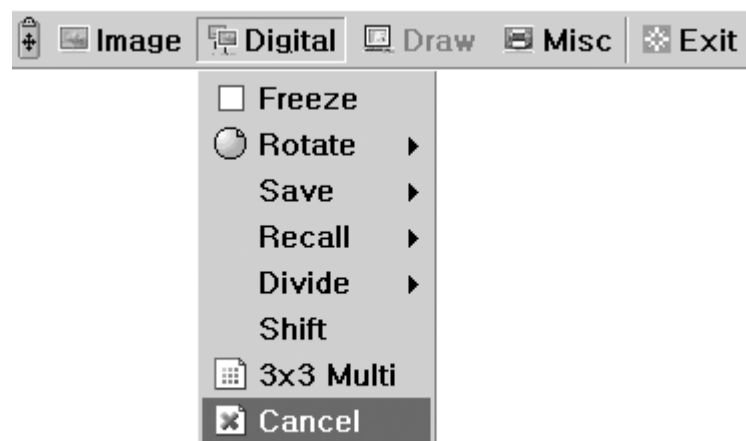 Image Digital Draw Misc Exit
Freeze
Rotate
Save
Recall
Divide
Shift
3x3 Multi
Cancel